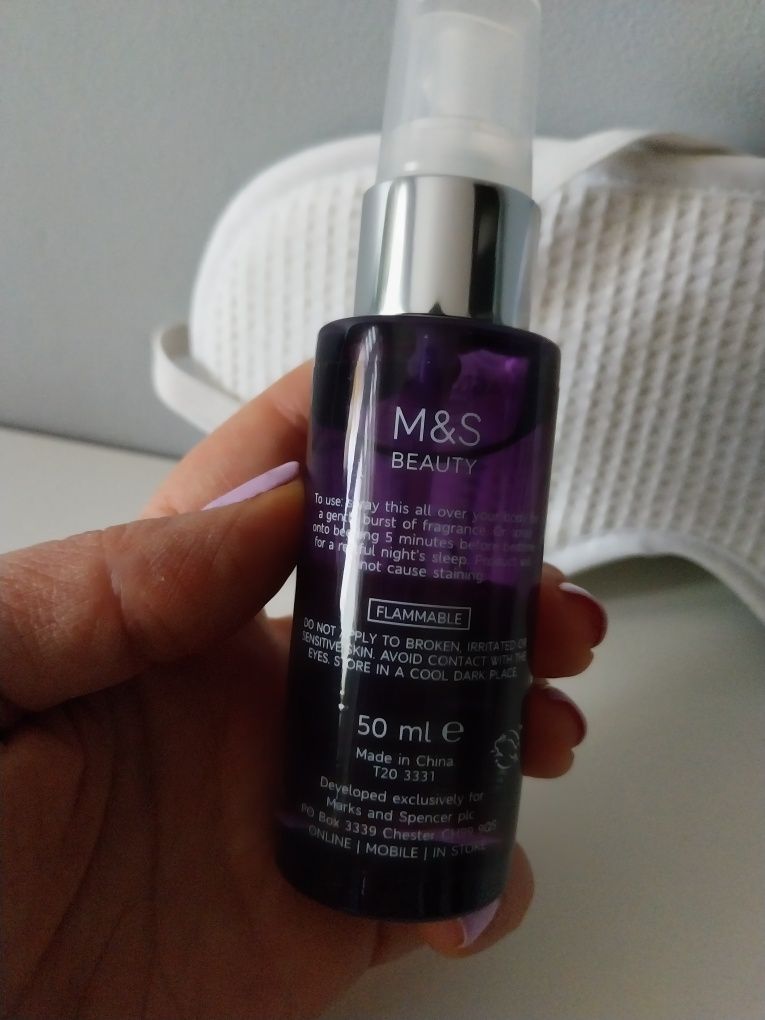 M&S
BEAUTY
To use: spray this all over your body for
a gentle burst of fragrance. Or spray
onto bedding 5 minutes before bedtime
for a restful night's sleep. Product will
not cause staining.
FLAMMABLE
DO NOT APPLY TO BROKEN, IRRITATED OR
SENSITIVE SKIN. AVOID CONTACT WITH THE
EYES. STORE IN A COOL DARK PLACE.
50 ml ℮
Made in China
T20 3331
Developed exclusively for
Marks and Spencer plc
PO Box 3339 Chester CH99 9QS
ONLINE | MOBILE | IN STORE